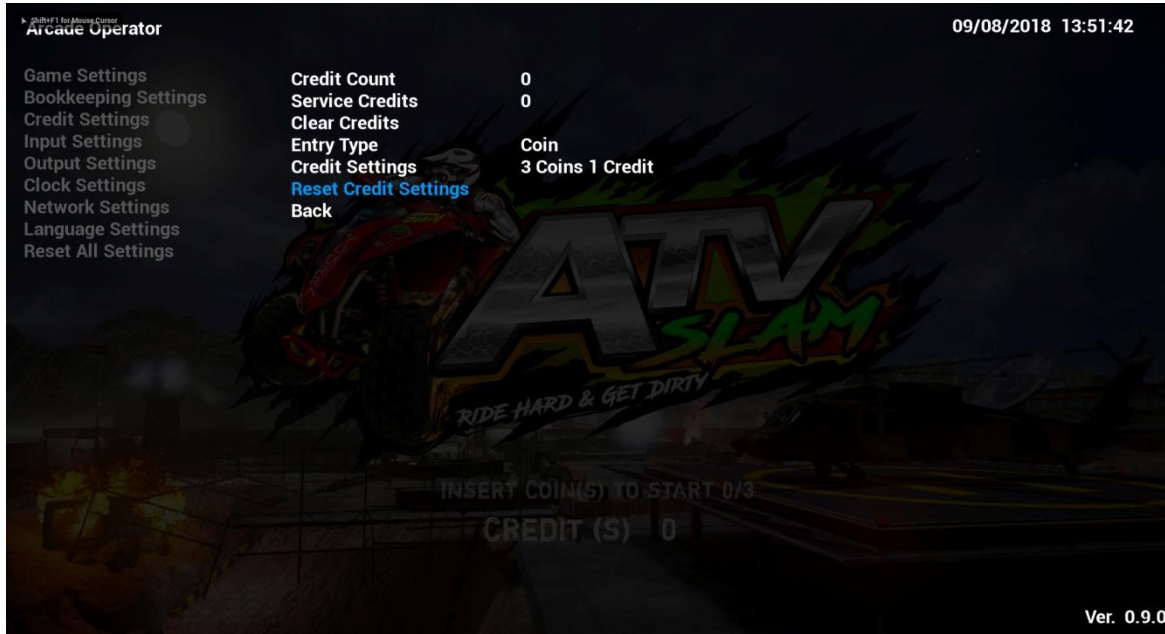 Shift+F1 for Mouse Cursor
Arcade Operator
09/08/2018 13:51:42
Game Settings
Bookkeeping Settings
Credit Settings
Input Settings
Output Settings
Clock Settings
Network Settings
Language Settings
Reset All Settings
Credit Count 0
Service Credits 0
Clear Credits
Entry Type Coin
Credit Settings 3 Coins 1 Credit
Reset Credit Settings
Back
ATV
SLAM
RIDE HARD & GET DIRTY
INSERT COIN(S) TO START 0/3
CREDIT (S) 0
Ver. 0.9.0